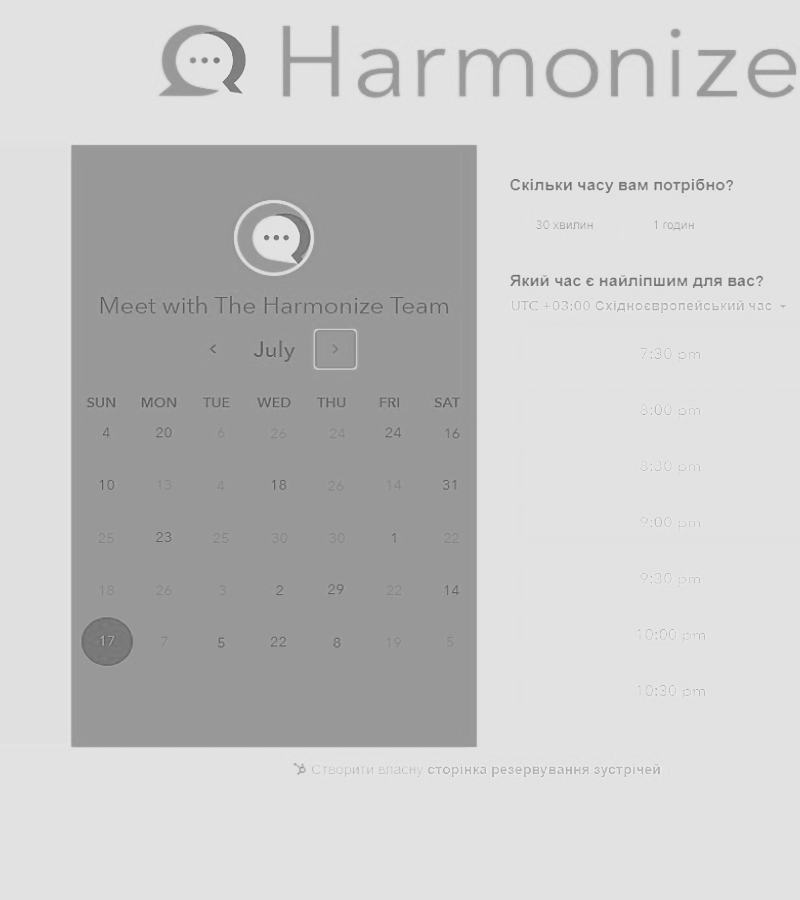 Harmonize
Meet with The Harmonize Team
July
SUN MON TUE WED THU FRI SAT
4 20 6 26 24 24 16
10 13 4 18 26 14 31
25 23 25 30 30 1 22
18 26 3 2 29 22 14
17 7 5 22 8 19 5
Скільки часу вам потрібно?
30 хвилин 1 годин
Який час є найліпшим для вас?
UTC +03:00 Східноєвропейський час
7:30 pm
8:00 pm
8:30 pm
9:00 pm
9:30 pm
10:00 pm
10:30 pm
Створити власну сторінка резервування зустрічей